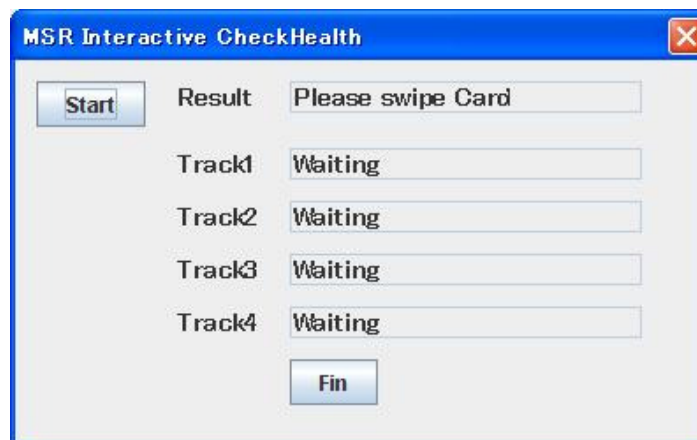 MSR Interactive CheckHealth
Start Result Please swipe Card
Track1 Waiting
Track2 Waiting
Track3 Waiting
Track4 Waiting
Fin